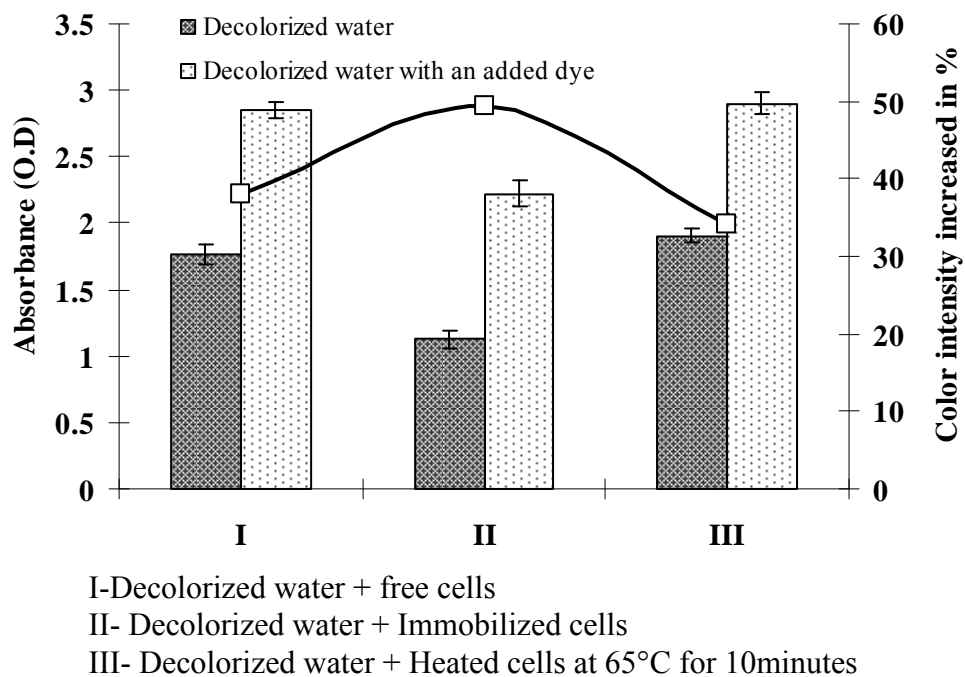 3.5
3
2.5
2
1.5
1
0.5
0
Absorbance (O.D)
Decolorized water
Decolorized water with an added dye
60
50
40
30
20
10
0
Color intensity increased in %
I
II
III
I-Decolorized water + free cells
II- Decolorized water + Immobilized cells
III- Decolorized water + Heated cells at 65°C for 10minutes